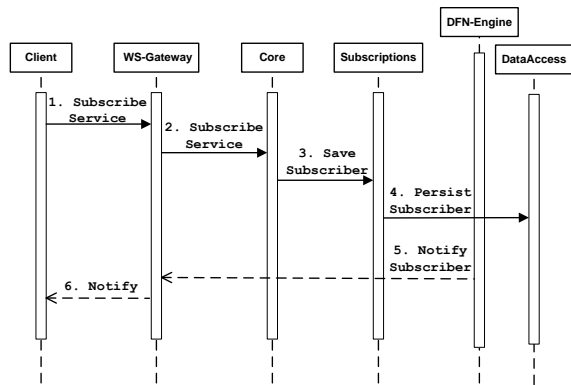 DFN-Engine
Client
WS-Gateway
Core
Subscriptions
DataAccess
1. Subscribe
Service
2. Subscribe
Service
3. Save
Subscriber
4. Persist
Subscriber
5. Notify
Subscriber
6. Notify